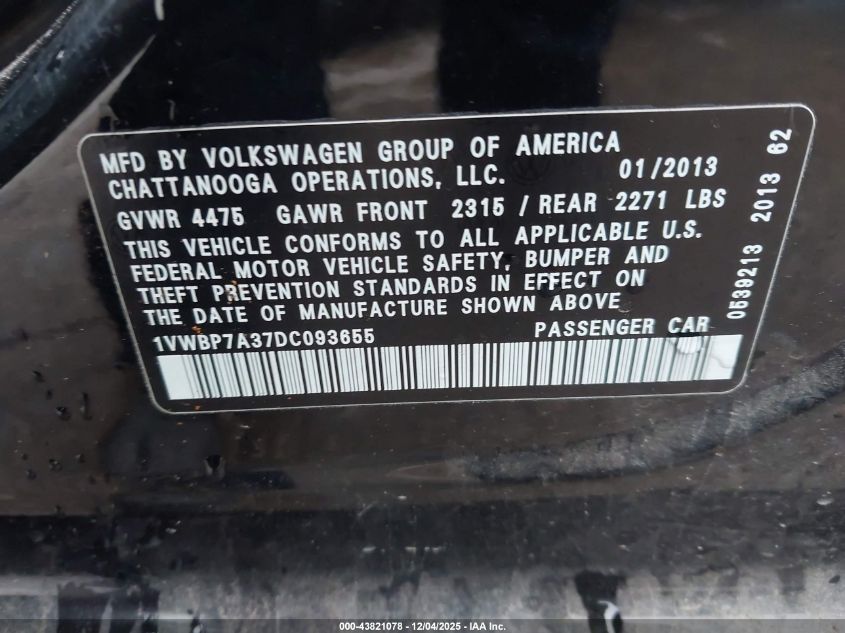 MFD BY VOLKSWAGEN GROUP OF AMERICA
CHATTANOOGA OPERATIONS, LLC. 01/2013
GVWR 4475 GAWR FRONT 2315 / REAR 2271 LBS
THIS VEHICLE CONFORMS TO ALL APPLICABLE U.S.
FEDERAL MOTOR VEHICLE SAFETY, BUMPER AND
THEFT PREVENTION STANDARDS IN EFFECT ON
THE DATE OF MANUFACTURE SHOWN ABOVE
1VWBP7A37DC093655 PASSENGER CAR
0539213 2013 62
000-43821078 - 12/04/2025 - IAA Inc.